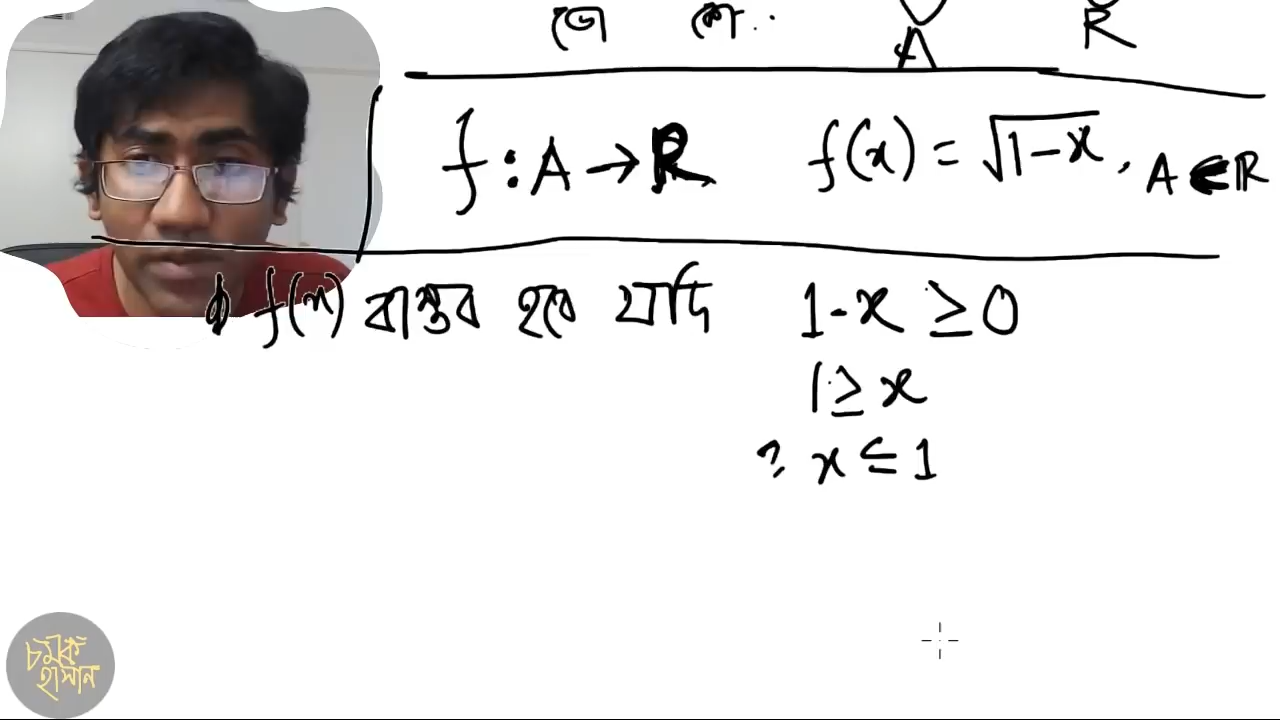 তে
A R
f : A → R f(x) = √1-x , A ⊂ R
f(x) বাস্তব হবে যদি 1-x ≥ 0
1 ≥ x
x ≤ 1
চমক
হাসান